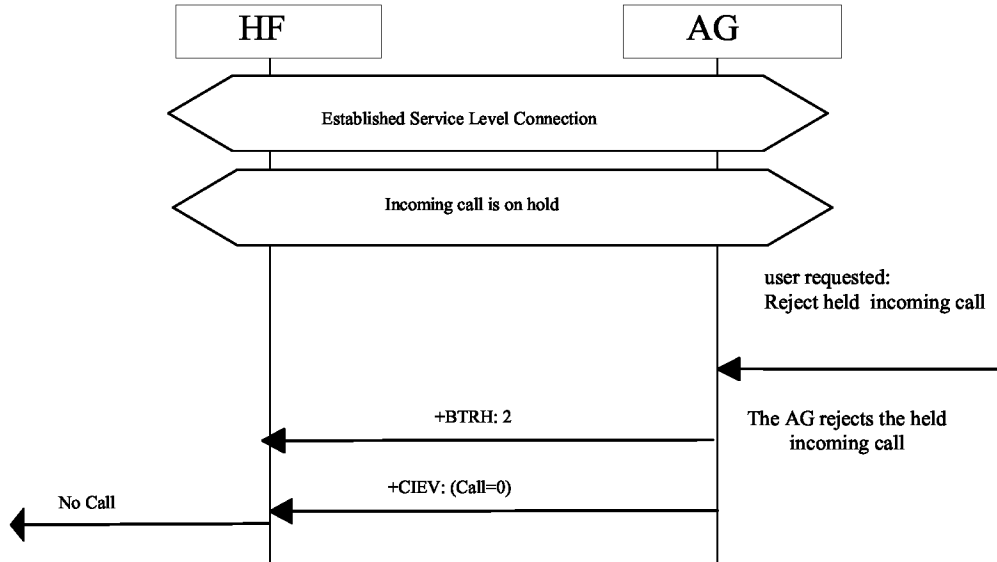 HF
AG
Established Service Level Connection
Incoming call is on hold
user requested:
Reject held incoming call
+BTRH: 2
The AG rejects the held
incoming call
+CIEV: (Call=0)
No Call